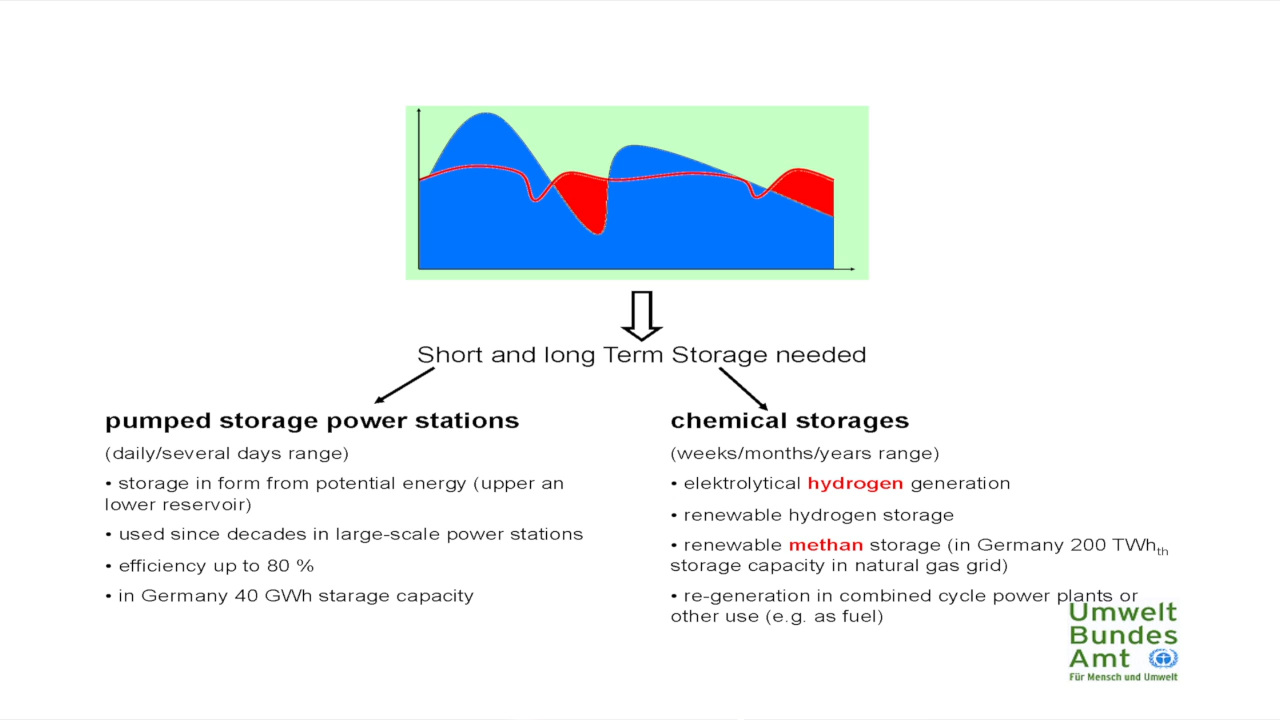 Short and long Term Storage needed
pumped storage power stations
(daily/several days range)
• storage in form from potential energy (upper an
lower reservoir)
• used since decades in large-scale power stations
• efficiency up to 80 %
• in Germany 40 GWh starage capacity
chemical storages
(weeks/months/years range)
• elektrolytical hydrogen generation
• renewable hydrogen storage
• renewable methan storage (in Germany 200 TWhth
storage capacity in natural gas grid)
• re-generation in combined cycle power plants or
other use (e.g. as fuel)
Umwelt
Bundes
Amt
Für Mensch und Umwelt